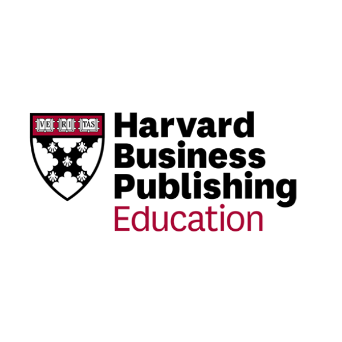 VE RI TAS
Harvard
Business
Publishing
Education